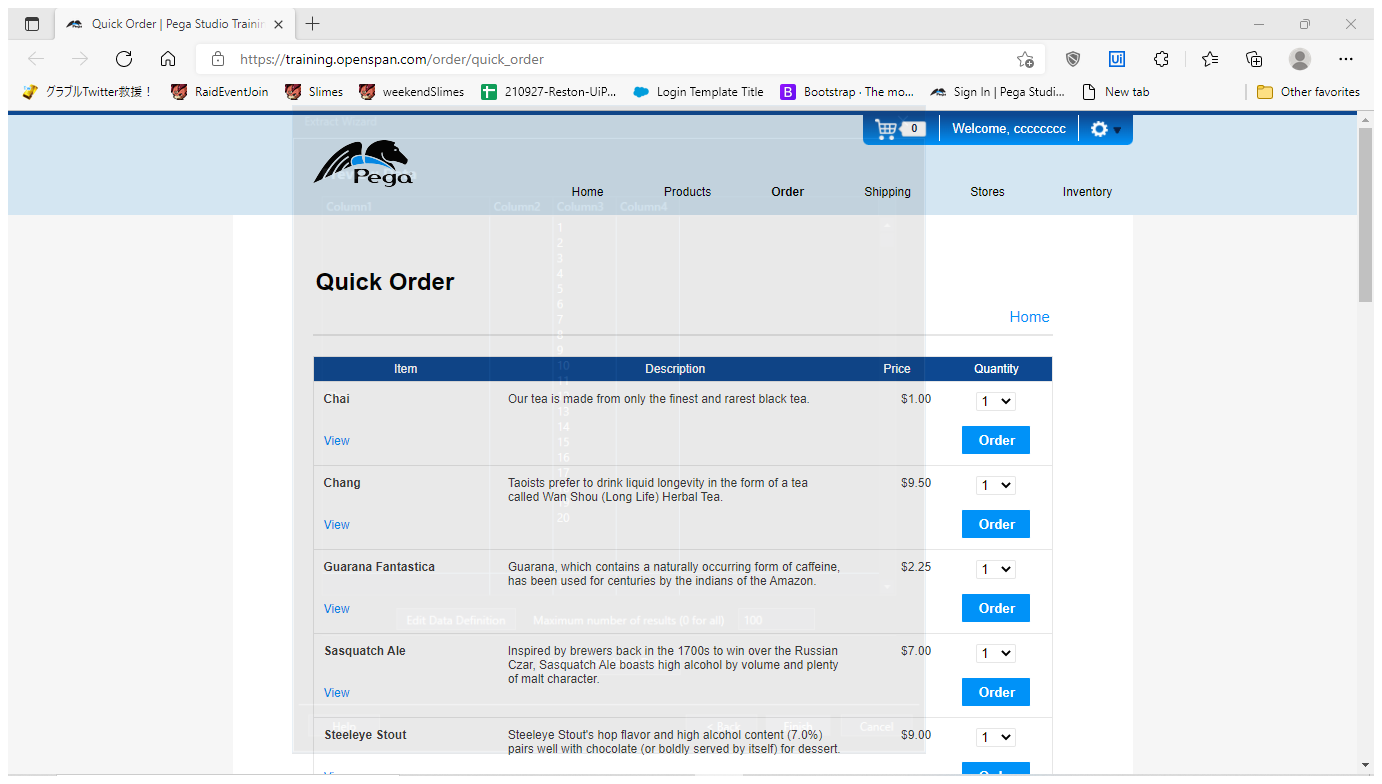 Quick Order | Pega Studio Trainin
https://training.openspan.com/order/quick_order
グラブルTwitter救援！ RaidEventJoin Slimes weekendSlimes 210927-Reston-UiP... Login Template Title Bootstrap · The mo... Sign In | Pega Studi... New tab Other favorites
Extract Wizard
0 Welcome, cccccccc
Pega
Home Products Order Shipping Stores Inventory
Column1 Column2 Column3 Column4
1
2
3
4
5
6
7
8
9
10
11
13
14
15
16
17
20
Quick Order
Home
Item Description Price Quantity
Chai Our tea is made from only the finest and rarest black tea. $1.00 1
View Order
Chang Taoists prefer to drink liquid longevity in the form of a tea $9.50 1
called Wan Shou (Long Life) Herbal Tea.
View Order
Guarana Fantastica Guarana, which contains a naturally occurring form of caffeine, $2.25 1
has been used for centuries by the indians of the Amazon.
View Order
Edit Data Definition Maximum number of results (0 for all) 100
Sasquatch Ale Inspired by brewers back in the 1700s to win over the Russian $7.00 1
Czar, Sasquatch Ale boasts high alcohol by volume and plenty
of malt character.
View Order
Help < Back Finish Cancel
Steeleye Stout Steeleye Stout's hop flavor and high alcohol content (7.0%) $9.00 1
pairs well with chocolate (or boldly served by itself) for dessert.